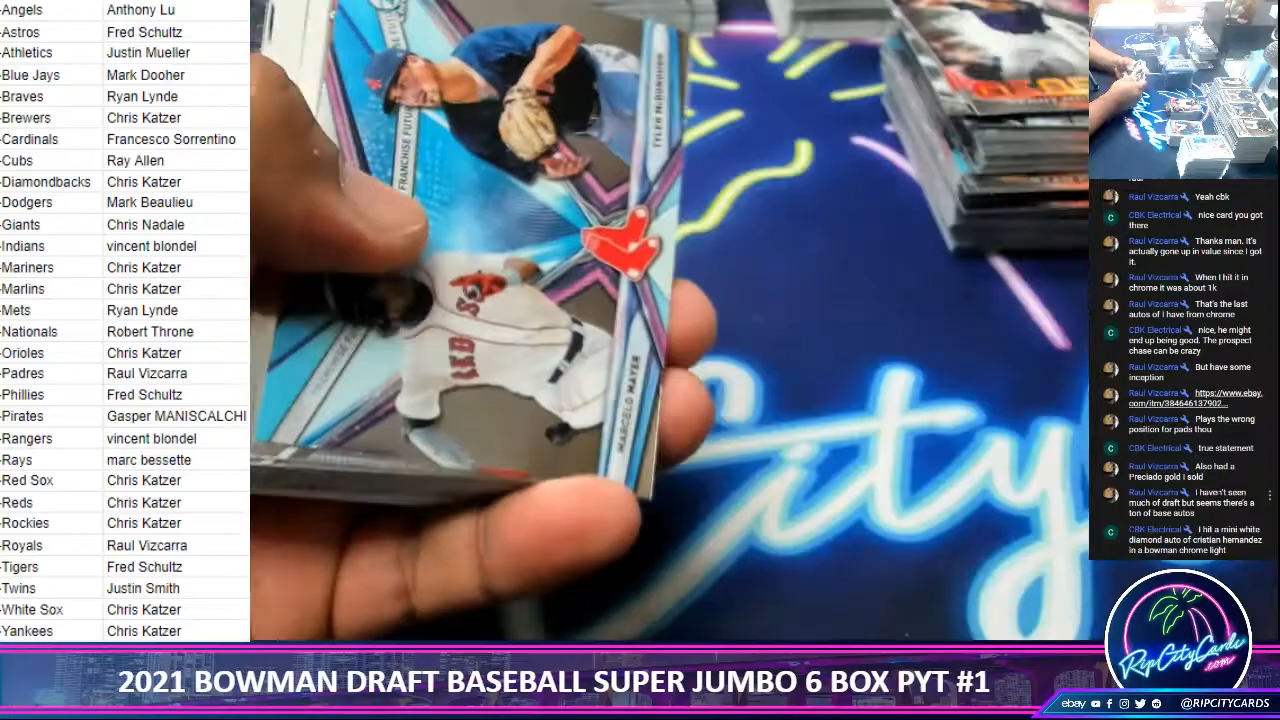 -Angels Anthony Lu
-Astros Fred Schultz
-Athletics Justin Mueller
-Blue Jays Mark Dooher
-Braves Ryan Lynde
-Brewers Chris Katzer
-Cardinals Francesco Sorrentino
-Cubs Ray Allen
-Diamondbacks Chris Katzer
-Dodgers Mark Beaulieu
-Giants Chris Nadale
-Indians vincent blondel
-Mariners Chris Katzer
-Marlins Chris Katzer
-Mets Ryan Lynde
-Nationals Robert Throne
-Orioles Chris Katzer
-Padres Raul Vizcarra
-Phillies Fred Schultz
-Pirates Gasper MANISCALCHI
-Rangers vincent blondel
-Rays marc bessette
-Red Sox Chris Katzer
-Reds Chris Katzer
-Rockies Chris Katzer
-Royals Raul Vizcarra
-Tigers Fred Schultz
-Twins Justin Smith
-White Sox Chris Katzer
-Yankees Chris Katzer
FRANCHISE FUTU
TYLER McDONOUGH
RED S
MARCELO MAYER
city
Raul Vizcarra Yeah cbk
C CBK Electrical nice card you got
there
Raul Vizcarra Thanks man. it's
actually gone up in value since I got
it.
Raul Vizcarra When I hit it in
chrome it was about 1k
Raul Vizcarra That's the last
autos of I have from chrome
C CBK Electrical nice, he might
end up being good. The prospect
chase can be crazy
Raul Vizcarra But have some
inception
Raul Vizcarra https://www.ebay.
com/itm/384646137902...
Raul Vizcarra Plays the wrong
position for pads thou
C CBK Electrical true statement
Raul Vizcarra Also had a
Preciado gold I sold
Raul Vizcarra I haven't seen
much of draft but seems there's a
ton of base autos
C CBK Electrical I hit a mini white
diamond auto of cristian hernandez
in a bowman chrome light
RipCityCards
.com
2021 BOWMAN DRAFT BASEBALL SUPER JUMBO 6 BOX PYT #1
ebay @RIPCITYCARDS